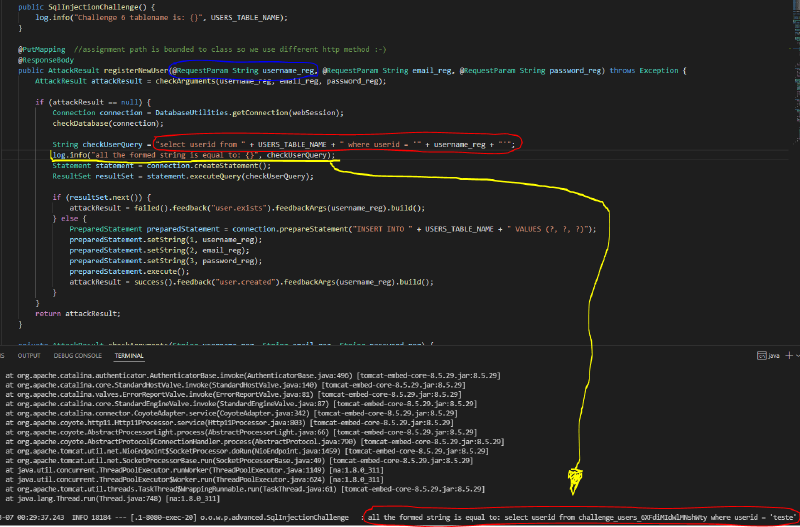 public SqlInjectionChallenge() {
log.info("Challenge 6 tablename is: {}", USERS_TABLE_NAME);
}
@PutMapping //assignment path is bounded to class so we use different http method :-)
@ResponseBody
public AttackResult registerNewUser(@RequestParam String username_reg, @RequestParam String email_reg, @RequestParam String password_reg) throws Exception {
AttackResult attackResult = checkArguments(username_reg, email_reg, password_reg);
if (attackResult == null) {
Connection connection = DatabaseUtilities.getConnection(webSession);
checkDatabase(connection);
String checkUserQuery = "select userid from " + USERS_TABLE_NAME + " where userid = '" + username_reg + "'";
log.info("all the formed string is equal to: {}", checkUserQuery);
Statement statement = connection.createStatement();
ResultSet resultSet = statement.executeQuery(checkUserQuery);
if (resultSet.next()) {
attackResult = failed().feedback("user.exists").feedbackArgs(username_reg).build();
} else {
PreparedStatement preparedStatement = connection.prepareStatement("INSERT INTO " + USERS_TABLE_NAME + " VALUES (?, ?, ?)");
preparedStatement.setString(1, username_reg);
preparedStatement.setString(2, email_reg);
preparedStatement.setString(3, password_reg);
preparedStatement.execute();
attackResult = success().feedback("user.created").feedbackArgs(username_reg).build();
}
}
return attackResult;
}
private AttackResult checkArguments(String username_reg, String email_reg, String password_reg) {
MS OUTPUT DEBUG CONSOLE TERMINAL java
at org.apache.catalina.authenticator.AuthenticatorBase.invoke(AuthenticatorBase.java:496) [tomcat-embed-core-8.5.29.jar:8.5.29]
at org.apache.catalina.core.StandardHostValve.invoke(StandardHostValve.java:140) [tomcat-embed-core-8.5.29.jar:8.5.29]
at org.apache.catalina.valves.ErrorReportValve.invoke(ErrorReportValve.java:81) [tomcat-embed-core-8.5.29.jar:8.5.29]
at org.apache.catalina.core.StandardEngineValve.invoke(StandardEngineValve.java:87) [tomcat-embed-core-8.5.29.jar:8.5.29]
at org.apache.catalina.connector.CoyoteAdapter.service(CoyoteAdapter.java:342) [tomcat-embed-core-8.5.29.jar:8.5.29]
at org.apache.coyote.http11.Http11Processor.service(Http11Processor.java:803) [tomcat-embed-core-8.5.29.jar:8.5.29]
at org.apache.coyote.AbstractProcessorLight.process(AbstractProcessorLight.java:66) [tomcat-embed-core-8.5.29.jar:8.5.29]
at org.apache.coyote.AbstractProtocol$ConnectionHandler.process(AbstractProtocol.java:790) [tomcat-embed-core-8.5.29.jar:8.5.29]
at org.apache.tomcat.util.net.NioEndpoint$SocketProcessor.doRun(NioEndpoint.java:1459) [tomcat-embed-core-8.5.29.jar:8.5.29]
at org.apache.tomcat.util.net.SocketProcessorBase.run(SocketProcessorBase.java:49) [tomcat-embed-core-8.5.29.jar:8.5.29]
at java.util.concurrent.ThreadPoolExecutor.runWorker(ThreadPoolExecutor.java:1149) [na:1.8.0_311]
at java.util.concurrent.ThreadPoolExecutor$Worker.run(ThreadPoolExecutor.java:624) [na:1.8.0_311]
at org.apache.tomcat.util.threads.TaskThread$WrappingRunnable.run(TaskThread.java:61) [tomcat-embed-core-8.5.29.jar:8.5.29]
at java.lang.Thread.run(Thread.java:748) [na:1.8.0_311]
3-07 00:29:37.243 INFO 18184 --- [.1-8080-exec-20] o.o.w.p.advanced.SqlInjectionChallenge : all the formed string is equal to: select userid from where userid = 'teste'